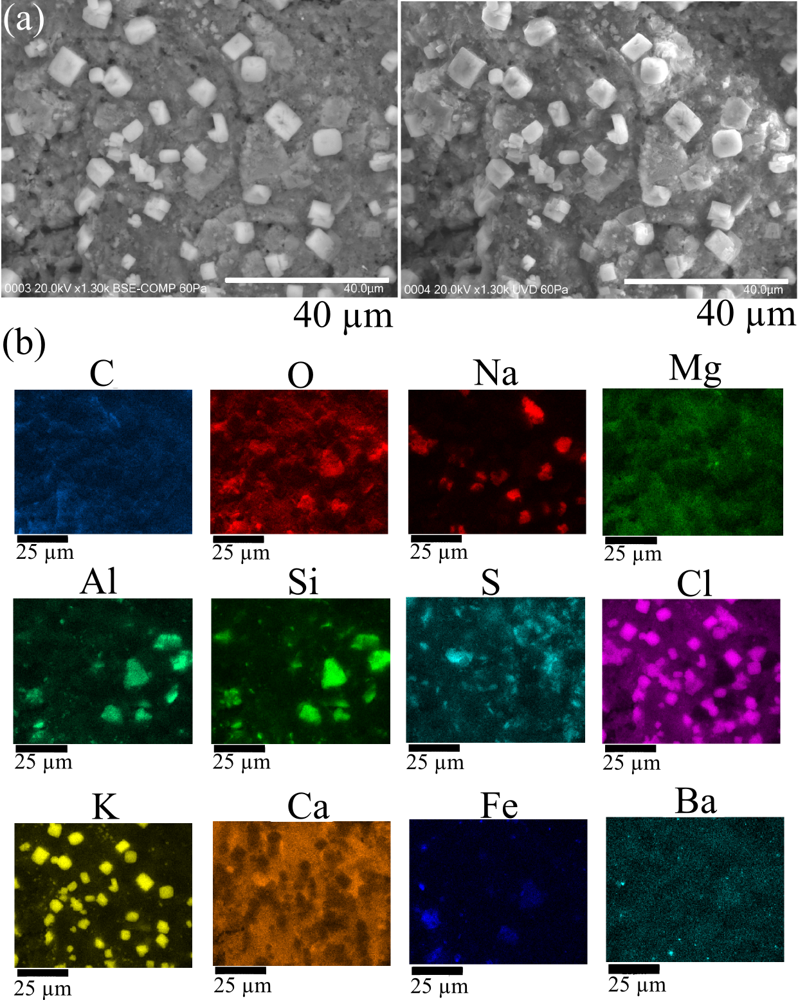 (a)
0003 20.0kV x1.30k BSE-COMP 60Pa 40.0µm
0004 20.0kV x1.30k UVD 60Pa 40.0µm
40 µm 40 µm
(b)
C O Na Mg
25 µm 25 µm 25 µm 25 µm
Al Si S Cl
25 µm 25 µm 25 µm 25 µm
K Ca Fe Ba
25 µm 25 µm 25 µm 25 µm